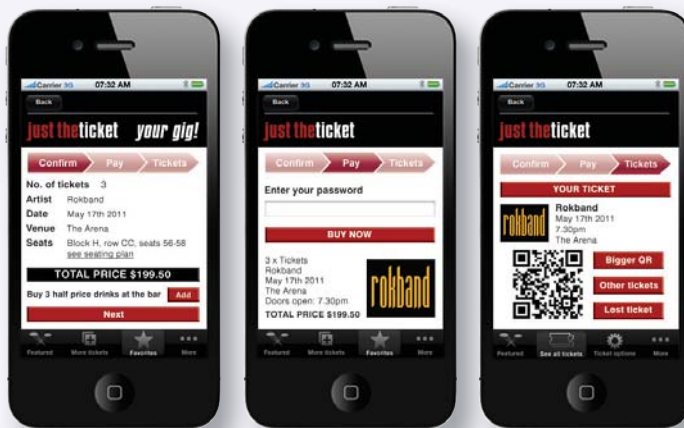 Carrier 3G 07:32 AM
Back
just theticket your gig!
Confirm Pay Tickets
No. of tickets 3
Artist Rokband
Date May 17th 2011
Venue The Arena
Seats Block H, row CC, seats 56-58
see seating plan
TOTAL PRICE $199.50
Buy 3 half price drinks at the bar Add
Next
Featured More tickets Favorites More
Carrier 3G 07:32 AM
Back
just theticket
Confirm Pay Tickets
Enter your password
BUY NOW
3 x Tickets
Rokband
May 17th 2011
The Arena
Doors open: 7.30pm
TOTAL PRICE $199.50
rokband
Featured More tickets Favorites More
Carrier 3G 07:32 AM
Back
just theticket
Confirm Pay Tickets
YOUR TICKET
rokband
Rokband
May 17th 2011
7.30pm
The Arena
Bigger QR
Other tickets
Lost ticket
Featured See all tickets Ticket options More